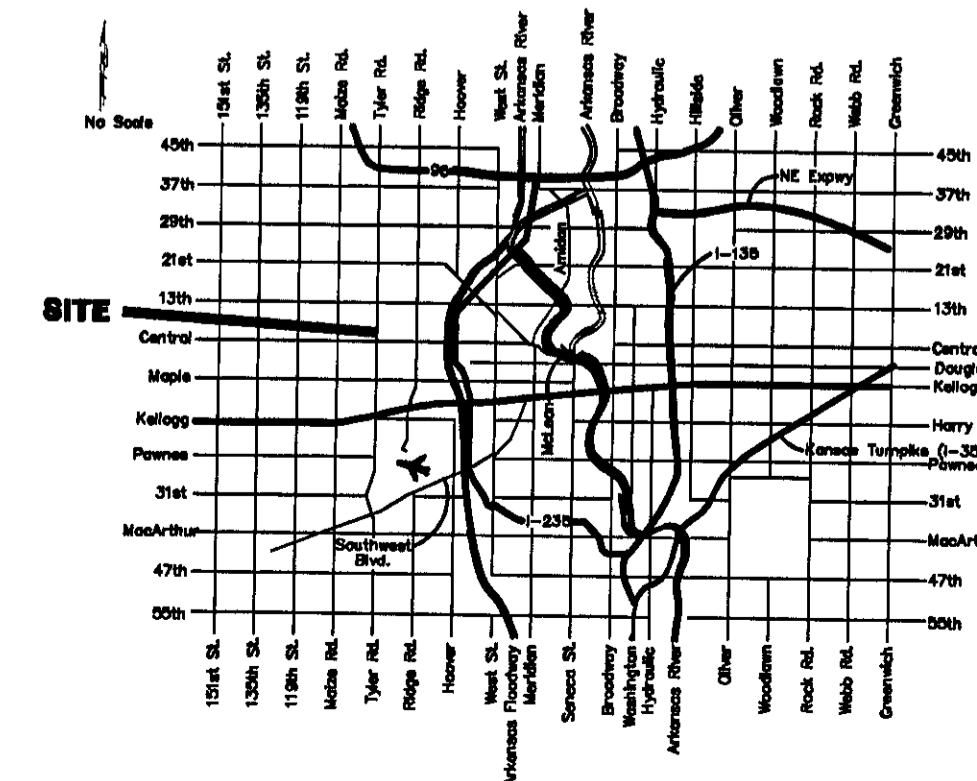 151st St.
135th St.
119th St.
Maize Rd.
Tyler Rd.
Ridge Rd.
Hoover
West St.
Arkansas River
Meridian
Arkansas River
Broadway
Hydraulic
Hillside
Oliver
Woodlawn
Rock Rd.
Webb Rd.
Greenwich
No Scale
45th
45th
96
37th
NE Expwy
37th
29th
29th
Amidon
21st
I-135
21st
13th
13th
SITE
Central
Central
Dougl
Maple
Kellog
McLean
Kellogg
Harry
Pawnee
Kansas Turnpike (I-35
Pawnee
31st
31st
I-235
MacArthur
MacArt
Southwest
Blvd.
47th
47th
55th
55th
151st St.
135th St.
119th St.
Maize Rd.
Tyler Rd.
Ridge Rd.
Hoover
West St.
Arkansas Floodway
Meridian
Seneca St.
Broadway
Washington
Hydraulic
Arkansas River
Oliver
Woodlawn
Rock Rd.
Webb Rd.
Greenwich